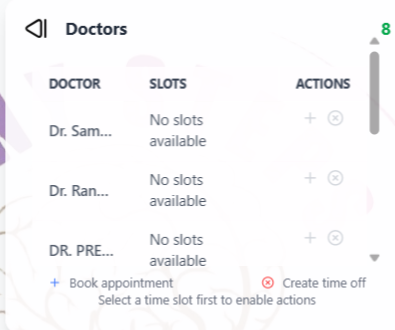 Doctors 8
DOCTOR SLOTS ACTIONS
Dr. Sam... No slots available
Dr. Ran... No slots available
DR. PRE... No slots available
+ Book appointment Create time off
Select a time slot first to enable actions